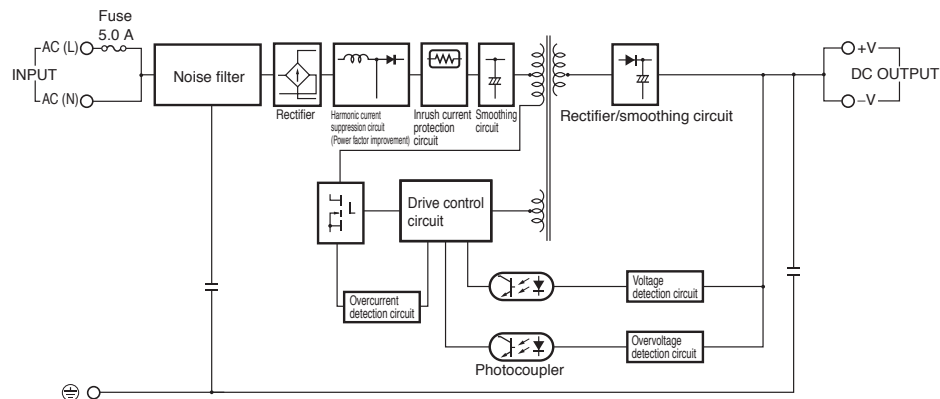 Fuse
5.0 A
AC (L)
INPUT
AC (N)
Noise filter
Rectifier
Harmonic current
suppression circuit
(Power factor improvement)
Inrush current
protection
circuit
Smoothing
circuit
Rectifier/smoothing circuit
+V
DC OUTPUT
–V
Drive control
circuit
Overcurrent
detection circuit
Voltage
detection circuit
Overvoltage
detection circuit
Photocoupler